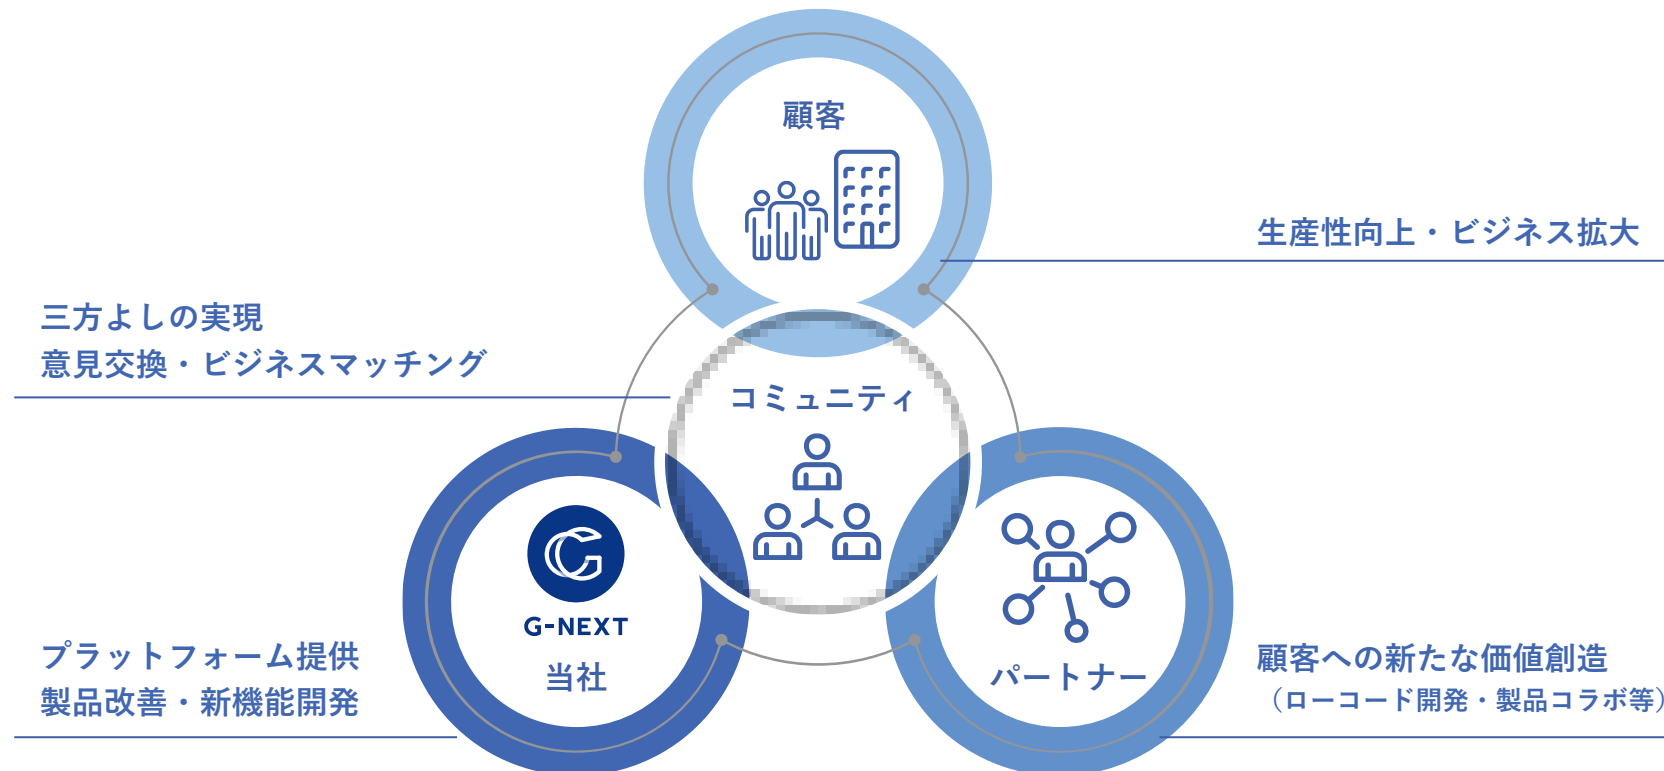 顧客
生産性向上・ビジネス拡大
三方よしの実現
意見交換・ビジネスマッチング
コミュニティ
G-NEXT
当社
プラットフォーム提供
製品改善・新機能開発
パートナー
顧客への新たな価値創造
（ローコード開発・製品コラボ等）